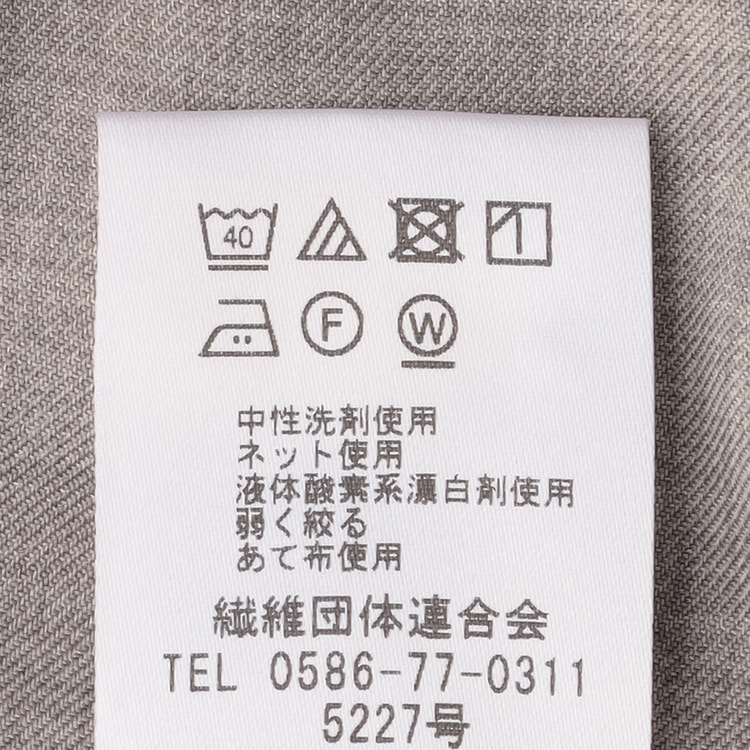 40
F W
中性洗剤使用
ネット使用
液体酸素系漂白剤使用
弱く絞る
あて布使用
繊維団体連合会
TEL 0586-77-0311
5227号